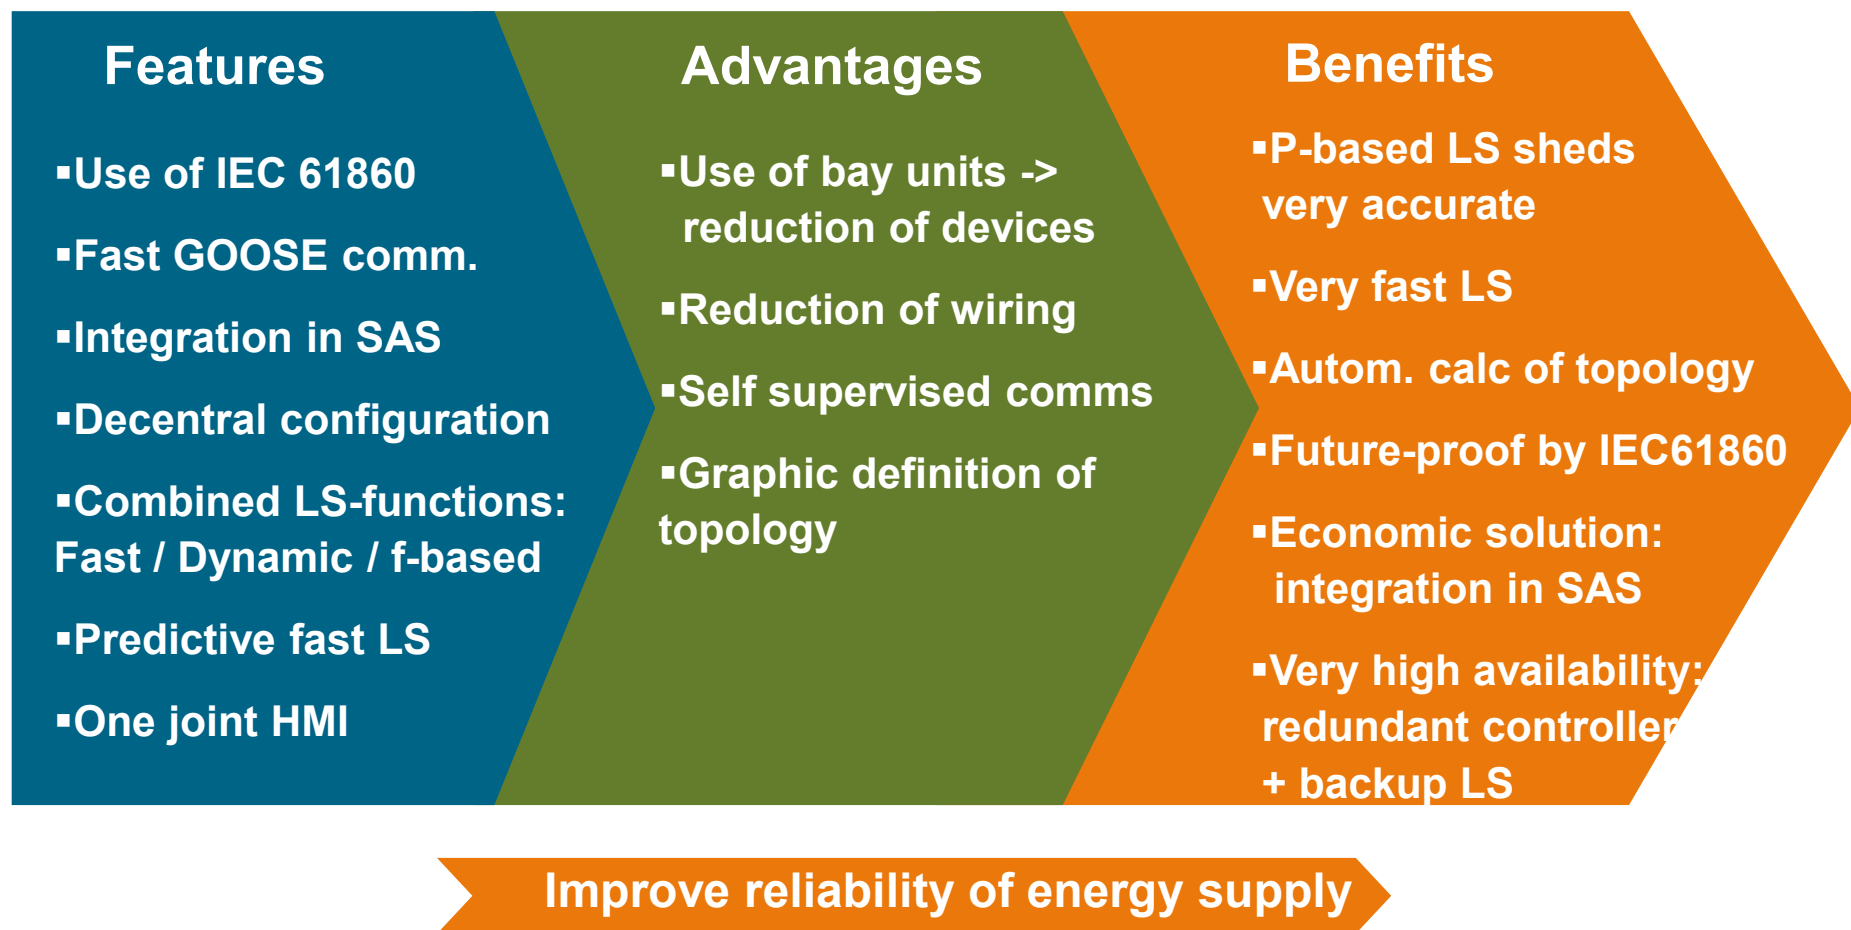 Features
▪Use of IEC 61860
▪Fast GOOSE comm.
▪Integration in SAS
▪Decentral configuration
▪Combined LS-functions:
Fast / Dynamic / f-based
▪Predictive fast LS
▪One joint HMI
Advantages
▪Use of bay units ->
reduction of devices
▪Reduction of wiring
▪Self supervised comms
▪Graphic definition of
topology
Benefits
▪P-based LS sheds
very accurate
▪Very fast LS
▪Autom. calc of topology
▪Future-proof by IEC61860
▪Economic solution:
integration in SAS
▪Very high availability:
redundant controller
+ backup LS
Improve reliability of energy supply